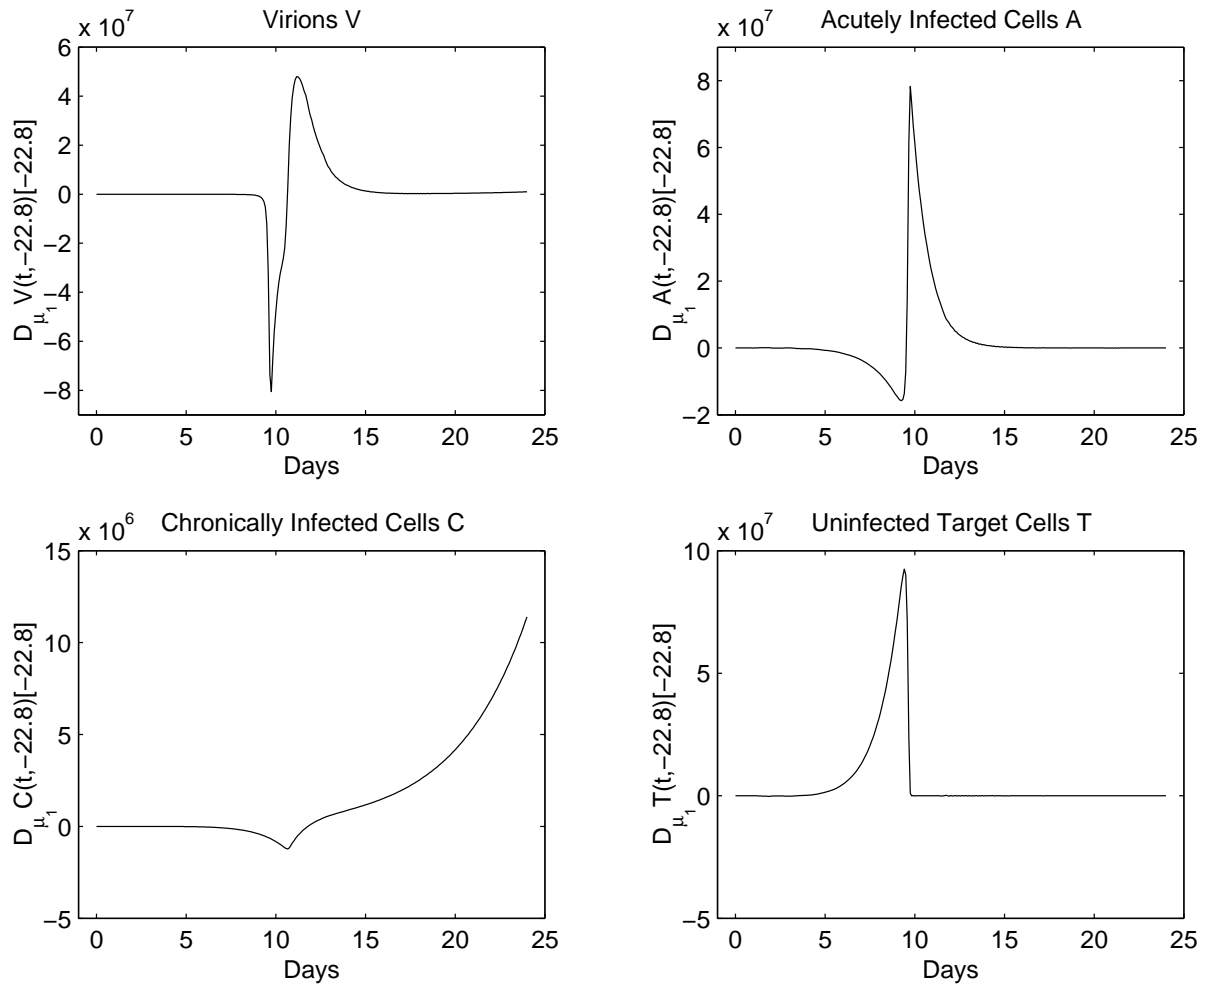 Virions V
x 10^7
6
4
2
0
−2
−4
−6
−8
0 5 10 15 20 25
Days
D_μ1 V(t,−22.8)[−22.8]
Acutely Infected Cells A
x 10^7
8
6
4
2
0
−2
0 5 10 15 20 25
Days
D_μ1 A(t,−22.8)[−22.8]
Chronically Infected Cells C
x 10^6
15
10
5
0
−5
0 5 10 15 20 25
Days
D_μ1 C(t,−22.8)[−22.8]
Uninfected Target Cells T
x 10^7
10
5
0
−5
0 5 10 15 20 25
Days
D_μ1 T(t,−22.8)[−22.8]